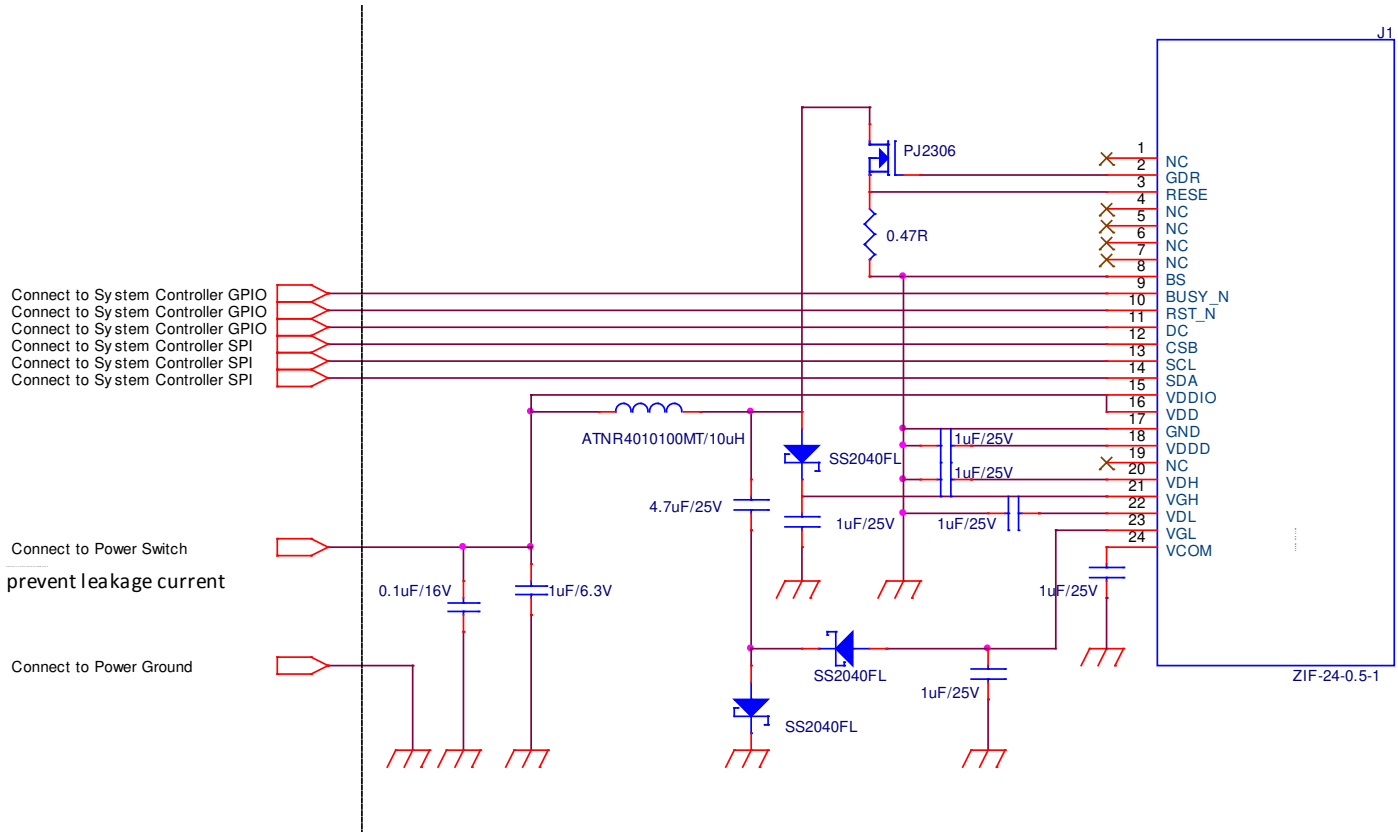 J1
PJ2306
1
NC
2
GDR
3
RESE
4
NC
5
NC
6
NC
7
NC
0.47R
8
BS
Connect to System Controller GPIO
9
BUSY_N
Connect to System Controller GPIO
10
RST_N
Connect to System Controller GPIO
11
DC
Connect to System Controller SPI
12
CSB
Connect to System Controller SPI
13
SCL
Connect to System Controller SPI
14
SDA
15
VDDIO
16
VDD
17
GND
ATNR4010100MT/10uH
1uF/25V
18
VDDD
SS2040FL
19
NC
1uF/25V
20
VDH
21
VGH
4.7uF/25V
1uF/25V
1uF/25V
22
VDL
23
VGL
24
VCOM
Connect to Power Switch
prevent leakage current
0.1uF/16V
1uF/6.3V
1uF/25V
Connect to Power Ground
SS2040FL
1uF/25V
ZIF-24-0.5-1
SS2040FL